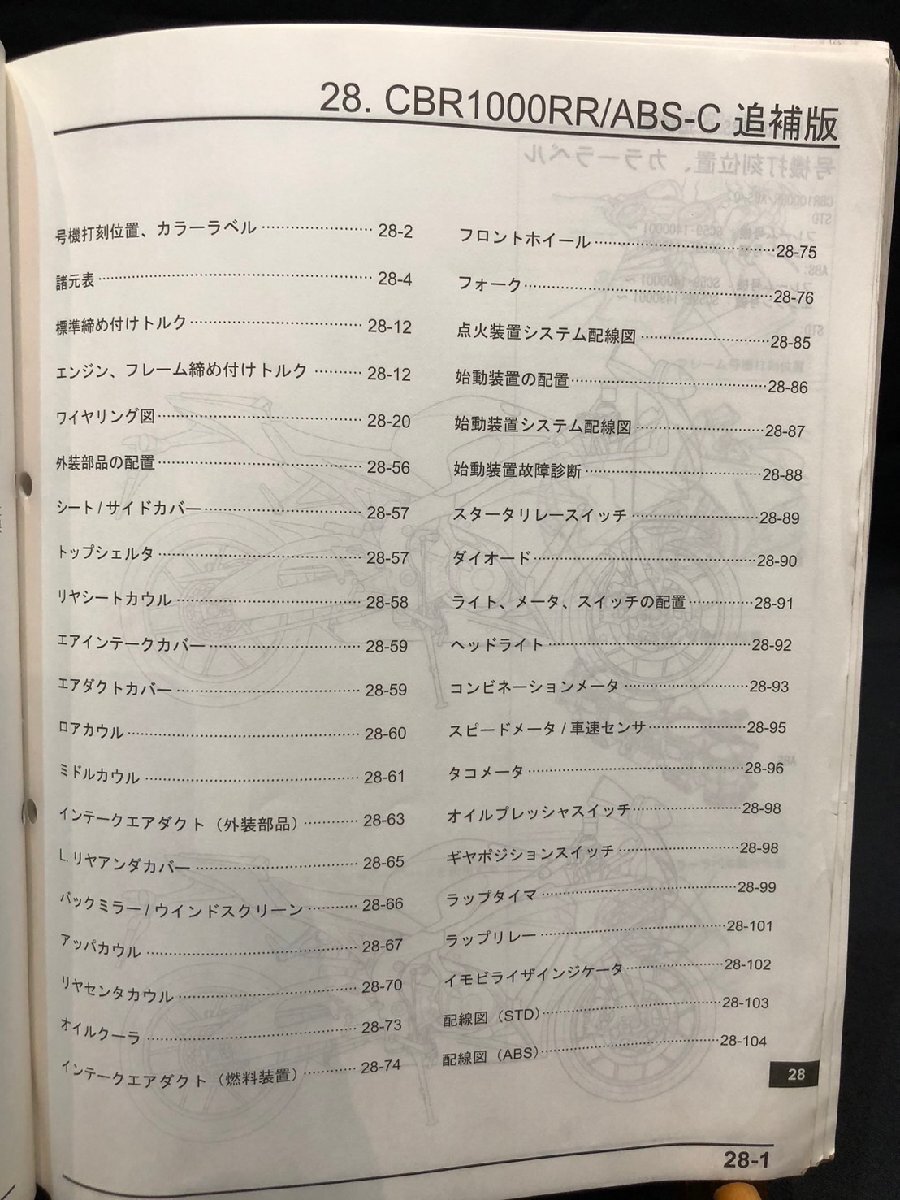 28. CBR1000RR/ABS-C 追補版
号機打刻位置、カラーラベル 28-2
諸元表 28-4
標準締め付けトルク 28-12
エンジン、フレーム締め付けトルク 28-12
ワイヤリング図 28-20
外装部品の配置 28-56
シート/サイドカバー 28-57
トップシェルタ 28-57
リヤシートカウル 28-58
エアインテークカバー 28-59
エアダクトカバー 28-59
ロアカウル 28-60
ミドルカウル 28-61
インテークエアダクト（外装部品） 28-63
L リヤアンダカバー 28-65
バックミラー/ウインドスクリーン 28-66
アッパカウル 28-67
リヤセンタカウル 28-70
オイルクーラ 28-73
インテークエアダクト（燃料装置） 28-74
フロントホイール 28-75
フォーク 28-76
点火装置システム配線図 28-85
始動装置の配置 28-86
始動装置システム配線図 28-87
始動装置故障診断 28-88
スタータリレースイッチ 28-89
ダイオード 28-90
ライト、メータ、スイッチの配置 28-91
ヘッドライト 28-92
コンビネーションメータ 28-93
スピードメータ/車速センサ 28-95
タコメータ 28-96
オイルプレッシャスイッチ 28-98
ギヤポジションスイッチ 28-98
ラップタイマ 28-99
ラップリレー 28-101
イモビライザインジケータ 28-102
配線図（STD） 28-103
配線図（ABS） 28-104
28
28-1